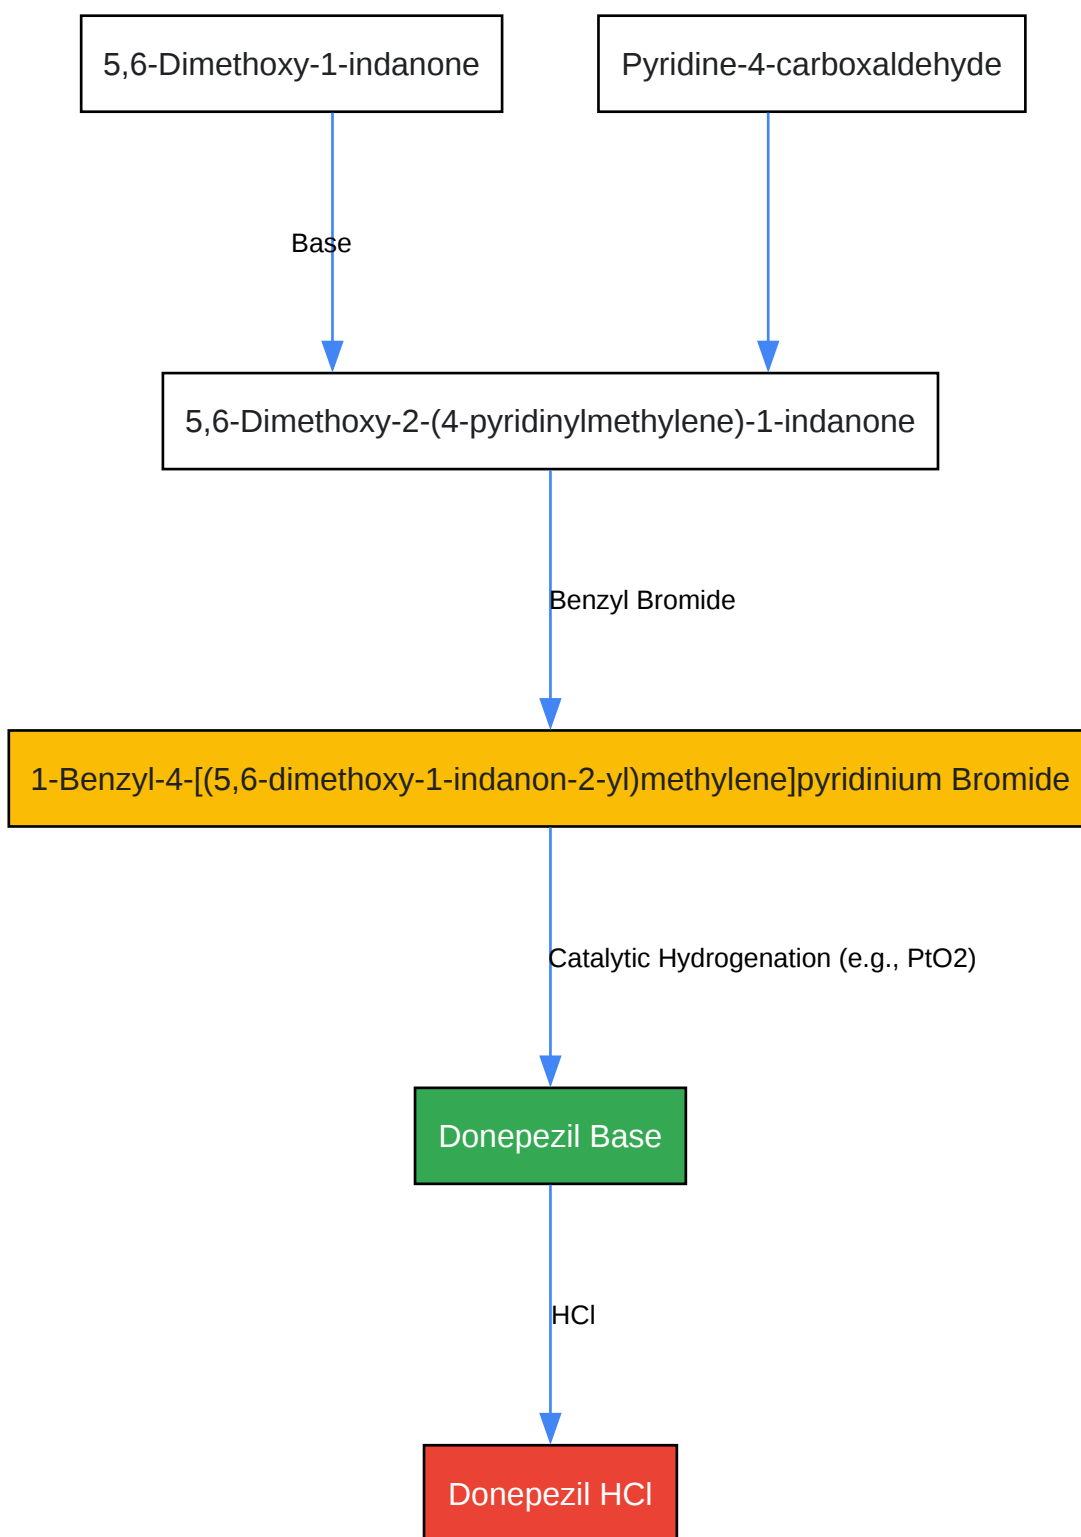 5,6-Dimethoxy-1-indanone
Pyridine-4-carboxaldehyde
Base
5,6-Dimethoxy-2-(4-pyridinylmethylene)-1-indanone
Benzyl Bromide
1-Benzyl-4-[(5,6-dimethoxy-1-indanon-2-yl)methylene]pyridinium Bromide
Catalytic Hydrogenation (e.g., PtO2)
Donepezil Base
HCl
Donepezil HCl